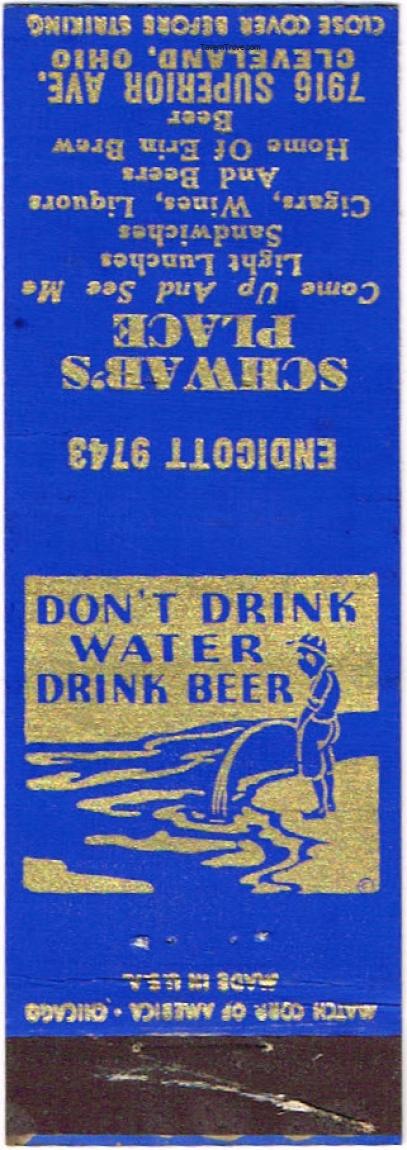 CLOSE COVER BEFORE STRIKING
TavernTrove.com
7916 SUPERIOR AVE,
CLEVELAND, OHIO
Home Of Erin Brew
Beer
Cigars, Wines, Liquors
And Beers
Light Lunches
Sandwiches
Come Up And See Me
SCHWAB'S
PLACE
ENDICOTT 9743
DON'T DRINK
WATER
DRINK BEER
©
MATCH CORP. OF AMERICA • CHICAGO
MADE IN U.S.A.